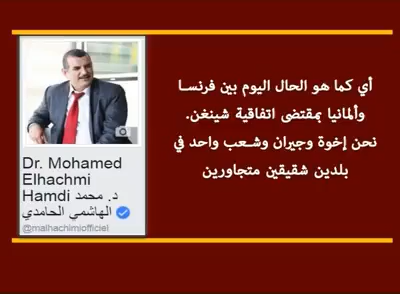 أي كما هو الحال اليوم بين فرنسا
وألمانيا بمقتضى اتفاقية شينغن.
نحن إخوة وجيران وشعب واحد في
بلدين شقيقين متجاورين
Dr. Mohamed
Elhachmi
Hamdi د. محمد
الهاشمي الحامدي
@malhachimiofficiel